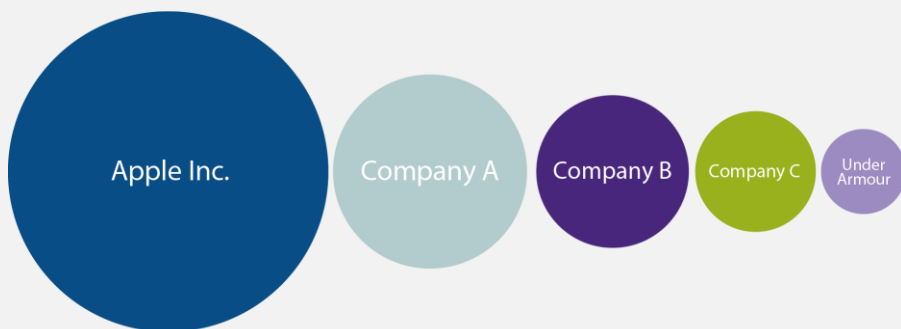 Apple Inc.
Company A
Company B
Company C
Under
Armour